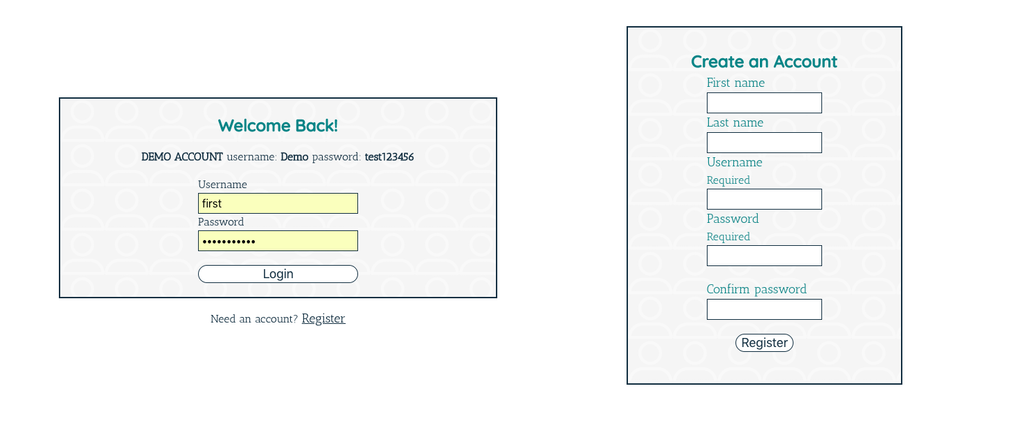 Welcome Back!
DEMO ACCOUNT username: Demo password: test123456
Username
first
Password
•••••••••••
Login
Need an account? Register
Create an Account
First name
Last name
Username
Required
Password
Required
Confirm password
Register